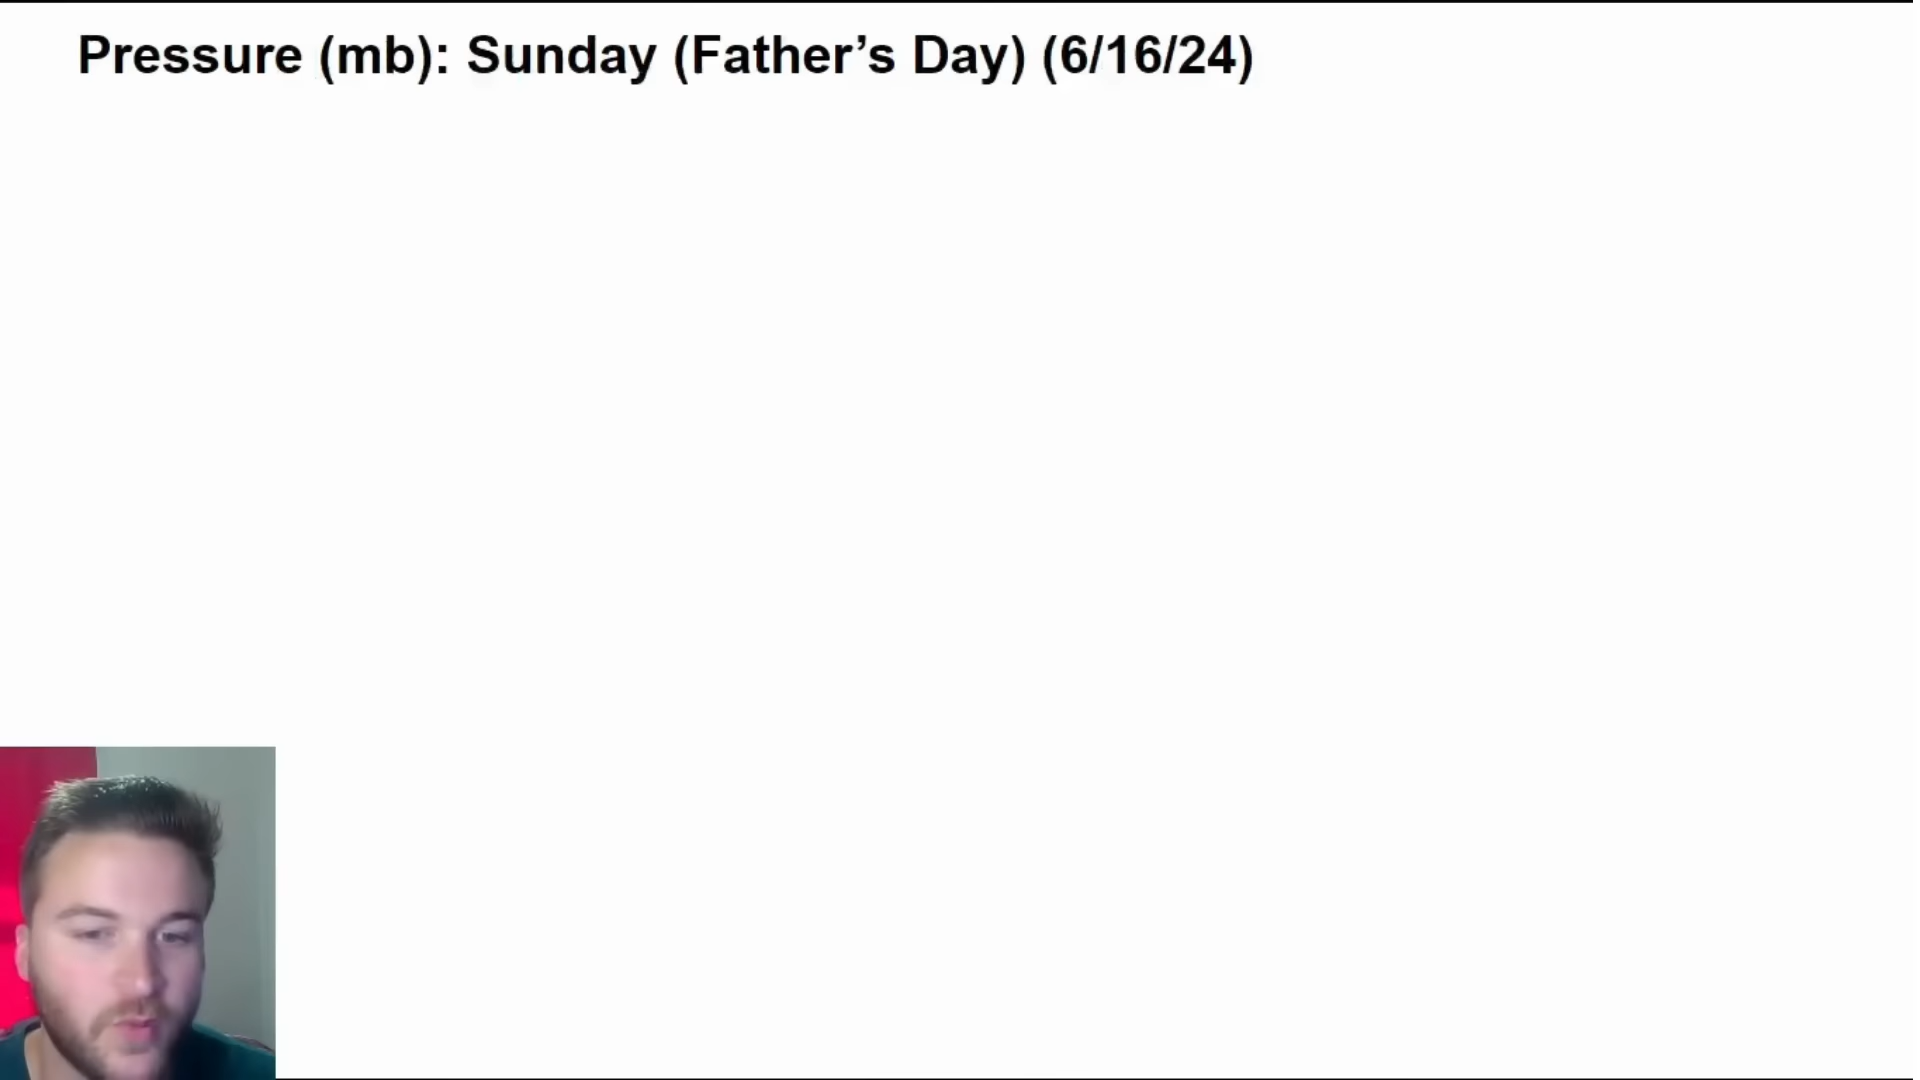 Pressure (mb): Sunday (Father’s Day) (6/16/24)